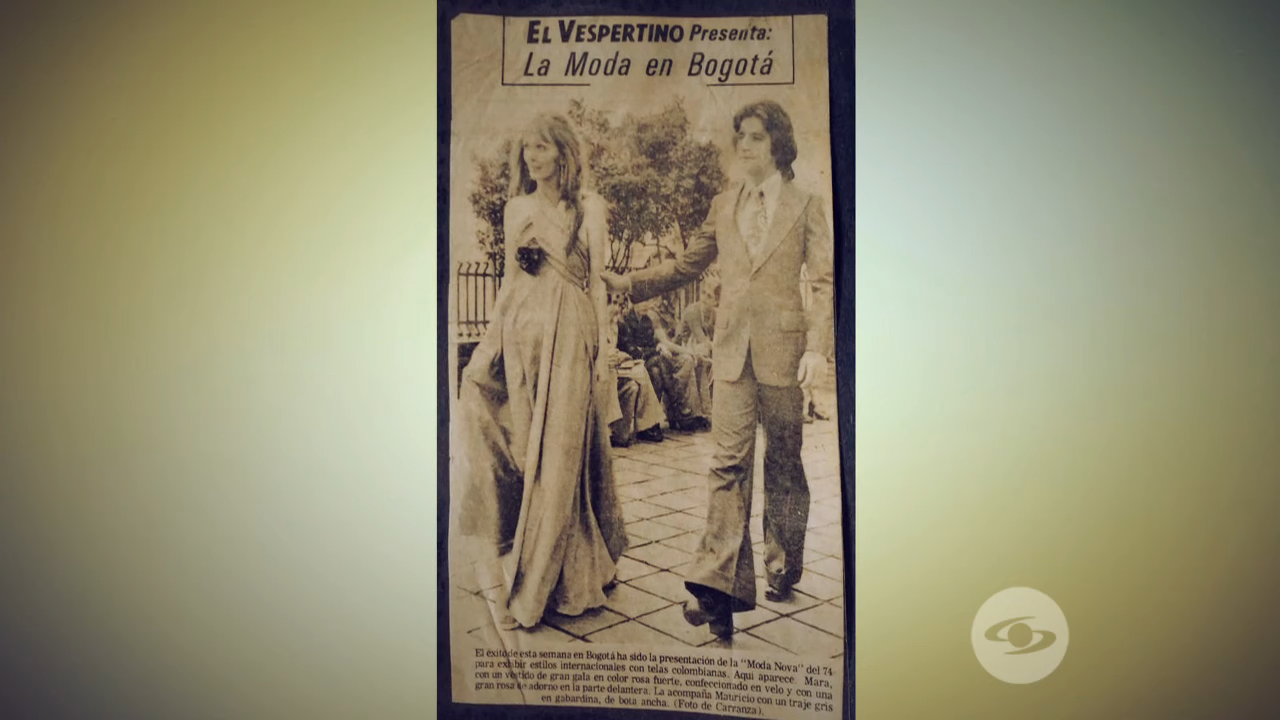 EL VESPERTINO Presenta:
La Moda en Bogotá
El éxito de esta semana en Bogotá ha sido la presentación de la "Moda Nova" del 74
para exhibir estilos internacionales con telas colombianas. Aquí aparece Mara,
con un vestido de gran gala en color rosa fuerte, confeccionado en velo y con una
gran rosa de adorno en la parte delantera. La acompaña Mauricio con un traje gris
en gabardina, de bota ancha. (Foto de Carranza).